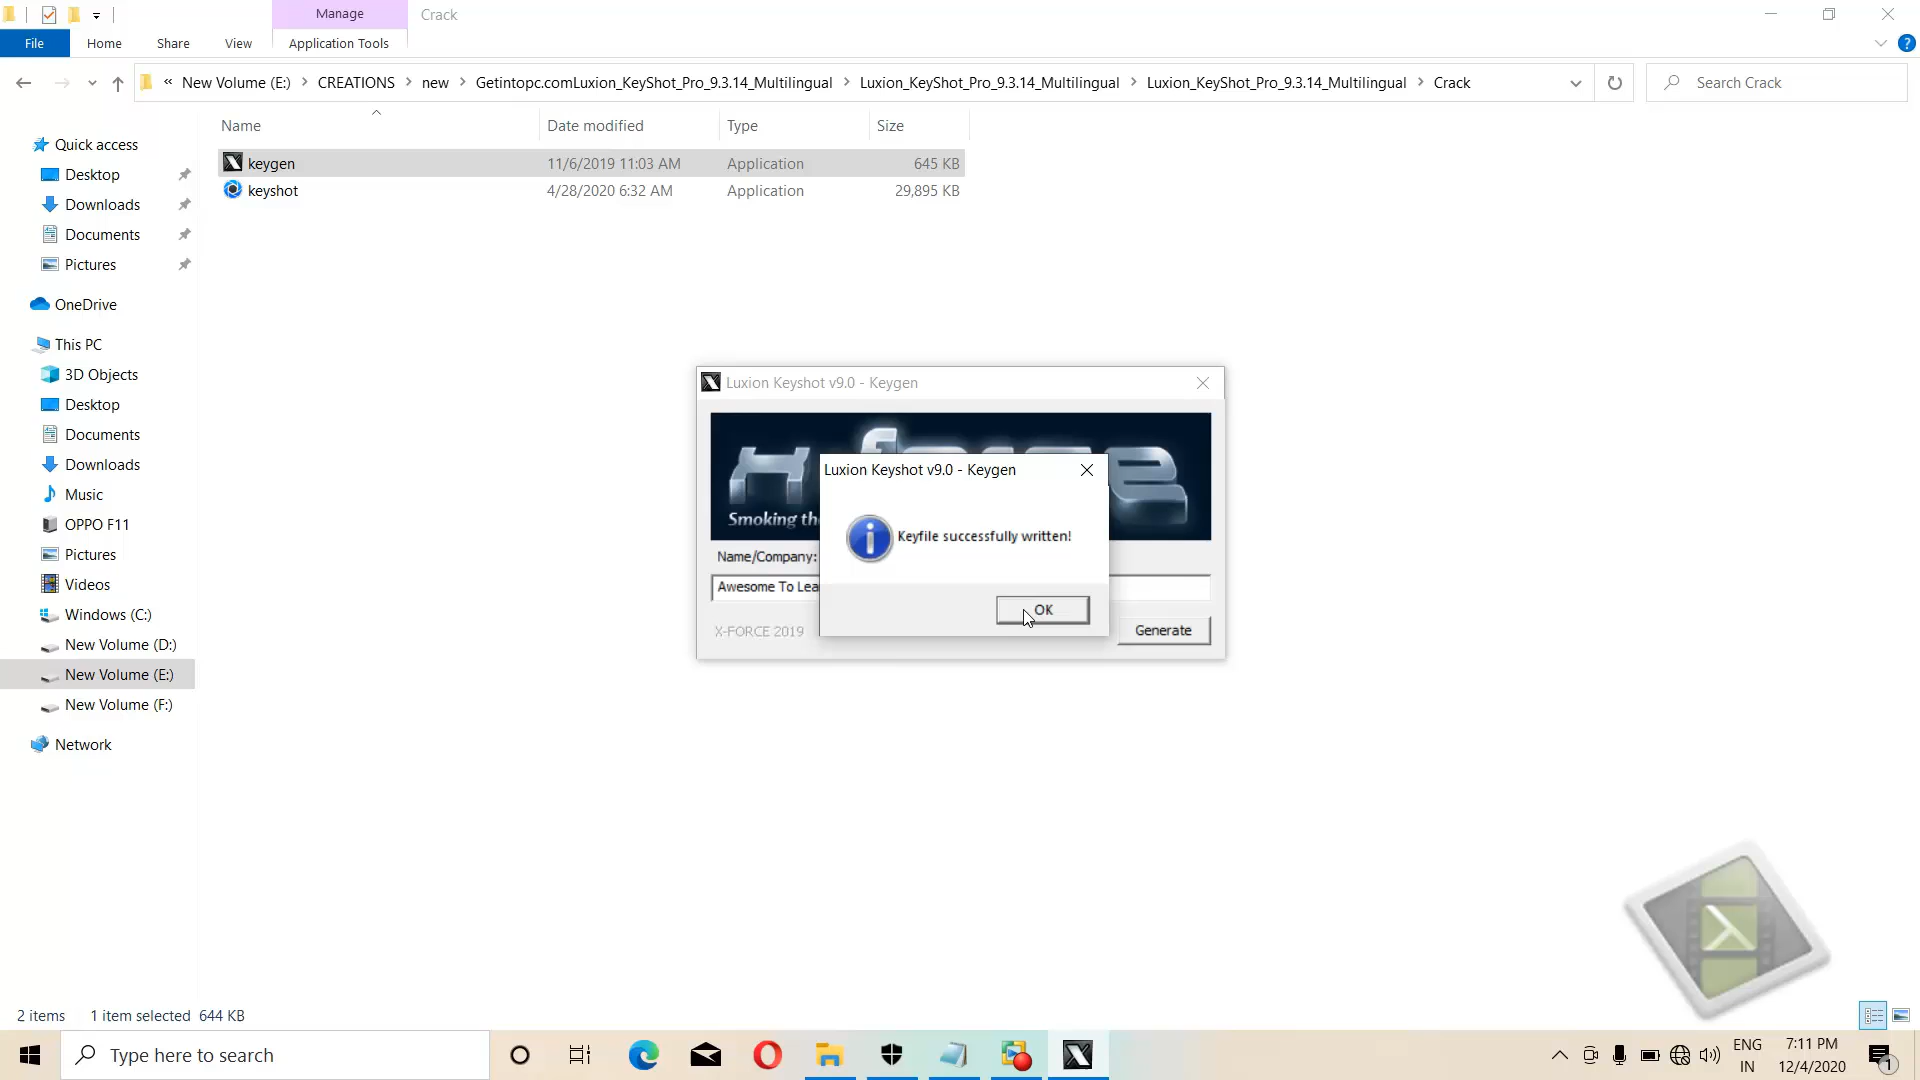 Manage
Crack
File
Home
Share
View
Application Tools
« New Volume (E:) > CREATIONS > new > Getintopc.comLuxion_KeyShot_Pro_9.3.14_Multilingual > Luxion_KeyShot_Pro_9.3.14_Multilingual > Luxion_KeyShot_Pro_9.3.14_Multilingual > Crack
Search Crack
Name
Date modified
Type
Size
keygen
11/6/2019 11:03 AM
Application
645 KB
keyshot
4/28/2020 6:32 AM
Application
29,895 KB
Quick access
Desktop
Downloads
Documents
Pictures
OneDrive
This PC
3D Objects
Desktop
Documents
Downloads
Music
OPPO F11
Pictures
Videos
Windows (C:)
New Volume (D:)
New Volume (E:)
New Volume (F:)
Network
Luxion Keyshot v9.0 - Keygen
Smoking
Name/Company:
Awesome To
X-FORCE 2019
Generate
Luxion Keyshot v9.0 - Keygen
Keyfile successfully written!
OK
2 items
1 item selected 644 KB
Type here to search
ENG
IN
7:11 PM
12/4/2020
1